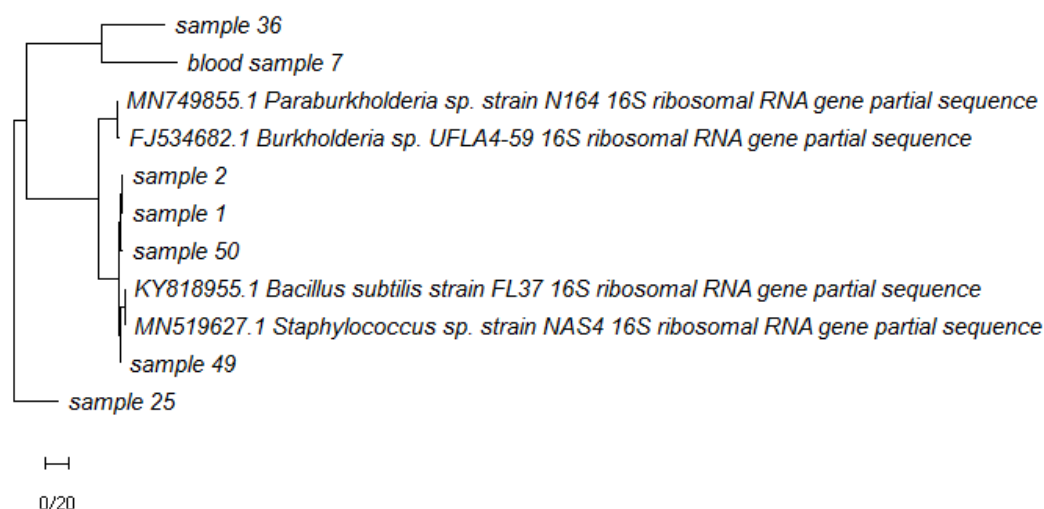 sample 36
blood sample 7
MN749855.1 Paraburkholderia sp. strain N164 16S ribosomal RNA gene partial sequence
FJ534682.1 Burkholderia sp. UFLA4-59 16S ribosomal RNA gene partial sequence
sample 2
sample 1
sample 50
KY818955.1 Bacillus subtilis strain FL37 16S ribosomal RNA gene partial sequence
MN519627.1 Staphylococcus sp. strain NAS4 16S ribosomal RNA gene partial sequence
sample 49
sample 25
0/20